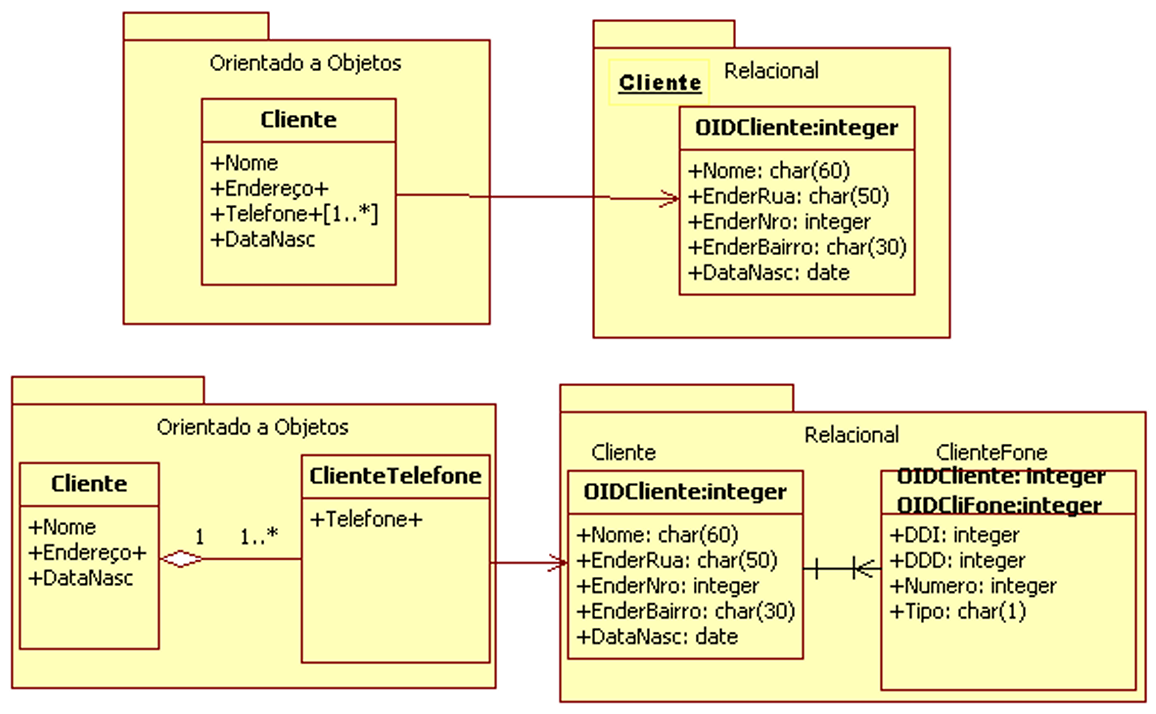 Orientado a Objetos
Cliente
+Nome
+Endereço+
+Telefone+[1..*]
+DataNasc
Relacional
Cliente
OIDCliente:integer
+Nome: char(60)
+EnderRua: char(50)
+EnderNro: integer
+EnderBairro: char(30)
+DataNasc: date
Orientado a Objetos
Cliente
+Nome
+Endereço+
+DataNasc
1 1..*
ClienteTelefone
+Telefone+
Relacional
Cliente
OIDCliente:integer
+Nome: char(60)
+EnderRua: char(50)
+EnderNro: integer
+EnderBairro: char(30)
+DataNasc: date
ClienteFone
OIDCliente: integer
OIDCliFone:integer
+DDI: integer
+DDD: integer
+Numero: integer
+Tipo: char(1)